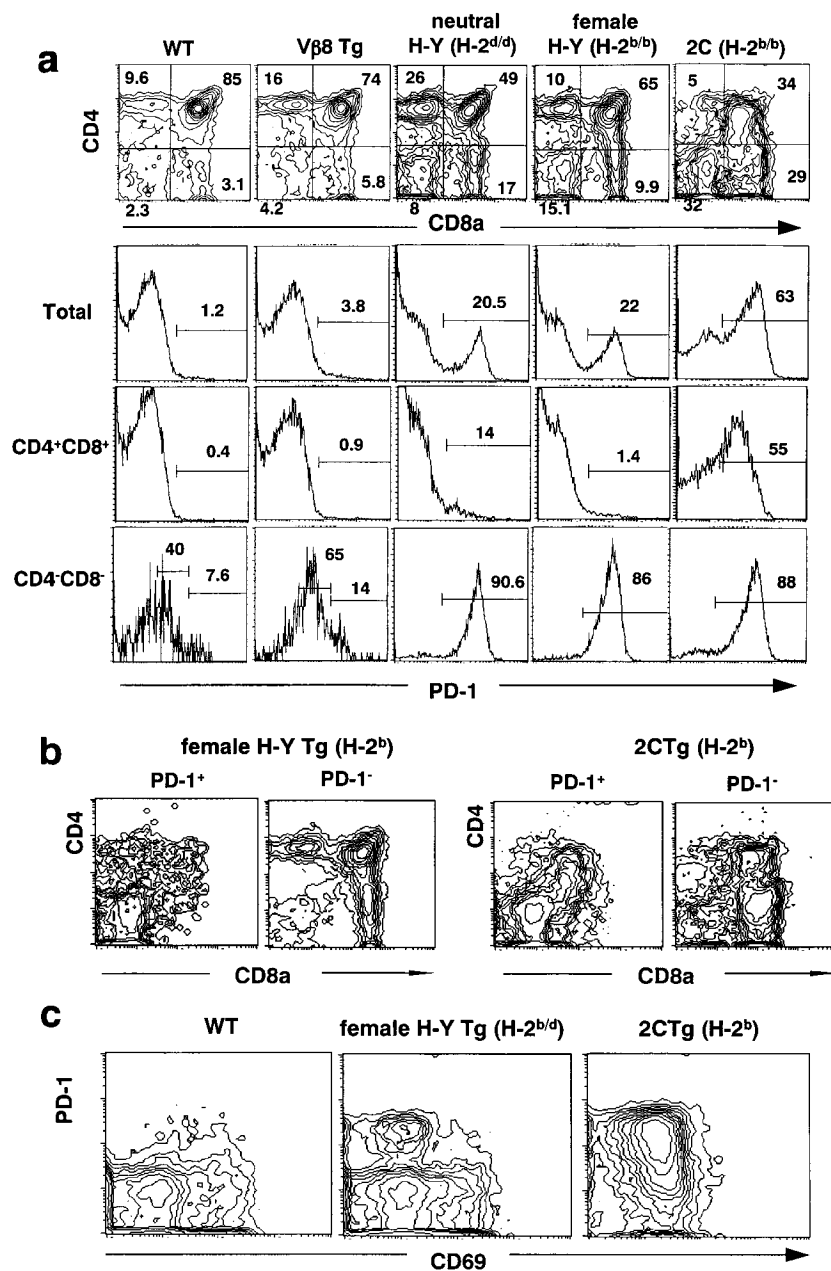 a
WT
Vβ8 Tg
neutral
H-Y (H-2d/d)
female
H-Y (H-2b/b)
2C (H-2b/b)
CD4
9.6 85
3.1
2.3
16 74
5.8
4.2
26 49
17
8
10 65
9.9
15.1
5 34
29
32
CD8a
Total
1.2
3.8
20.5
22
63
CD4+CD8+
0.4
0.9
14
1.4
55
CD4-CD8-
40
7.6
65
14
90.6
86
88
PD-1
b
female H-Y Tg (H-2b)
2CTg (H-2b)
PD-1+
PD-1-
PD-1+
PD-1-
CD4
CD4
CD8a
CD8a
c
WT
female H-Y Tg (H-2b/d)
2CTg (H-2b)
PD-1
CD69